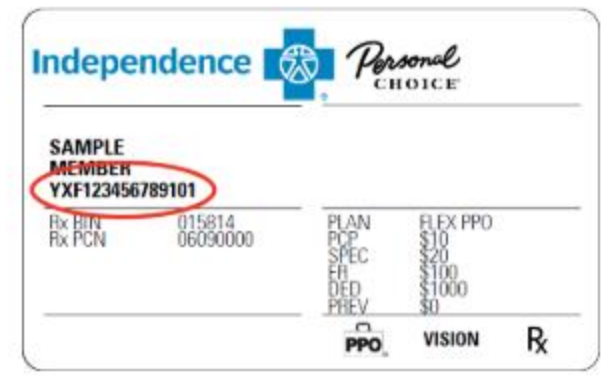 Independence
Personal
CHOICE
SAMPLE
MEMBER
YXF123456789101
Rx BIN 015814
Rx PCN 06090000
PLAN FLEX PPO
PCP $10
SPEC $20
ER $100
DED $1000
PREV $0
PPO
VISION
Rx